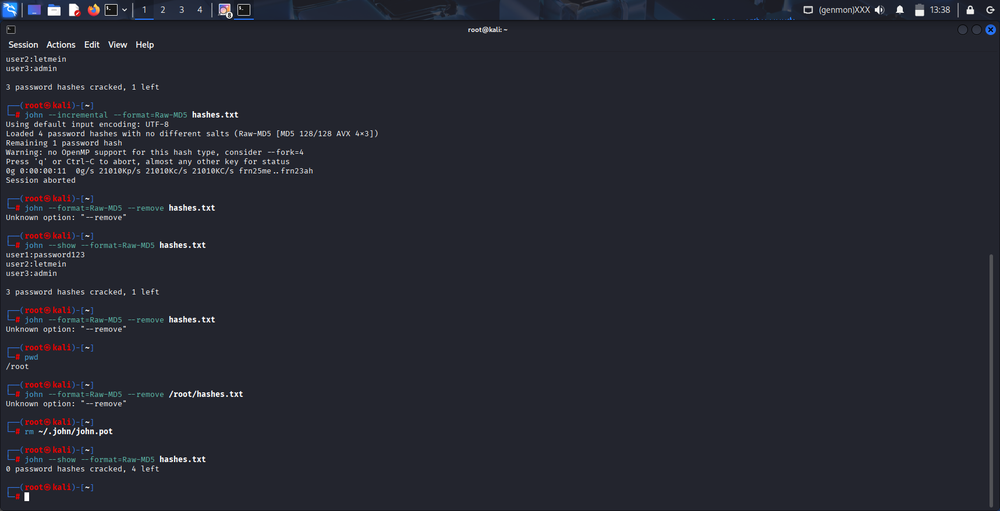 1 2 3 4 8 (genmon)XXX 13:38
root@kali: ~
Session Actions Edit View Help
user2:letmein
user3:admin
3 password hashes cracked, 1 left
┌──(root㉿kali)-[~]
└─# john --incremental --format=Raw-MD5 hashes.txt
Using default input encoding: UTF-8
Loaded 4 password hashes with no different salts (Raw-MD5 [MD5 128/128 AVX 4×3])
Remaining 1 password hash
Warning: no OpenMP support for this hash type, consider --fork=4
Press 'q' or Ctrl-C to abort, almost any other key for status
0g 0:00:00:11  0g/s 21010Kp/s 21010Kc/s 21010KC/s frn25me..frn23ah
Session aborted
┌──(root㉿kali)-[~]
└─# john --format=Raw-MD5 --remove hashes.txt
Unknown option: "--remove"
┌──(root㉿kali)-[~]
└─# john --show --format=Raw-MD5 hashes.txt
user1:password123
user2:letmein
user3:admin
3 password hashes cracked, 1 left
┌──(root㉿kali)-[~]
└─# john --format=Raw-MD5 --remove hashes.txt
Unknown option: "--remove"
┌──(root㉿kali)-[~]
└─# pwd
/root
┌──(root㉿kali)-[~]
└─# john --format=Raw-MD5 --remove /root/hashes.txt
Unknown option: "--remove"
┌──(root㉿kali)-[~]
└─# rm ~/.john/john.pot
┌──(root㉿kali)-[~]
└─# john --show --format=Raw-MD5 hashes.txt
0 password hashes cracked, 4 left
┌──(root㉿kali)-[~]
└─#